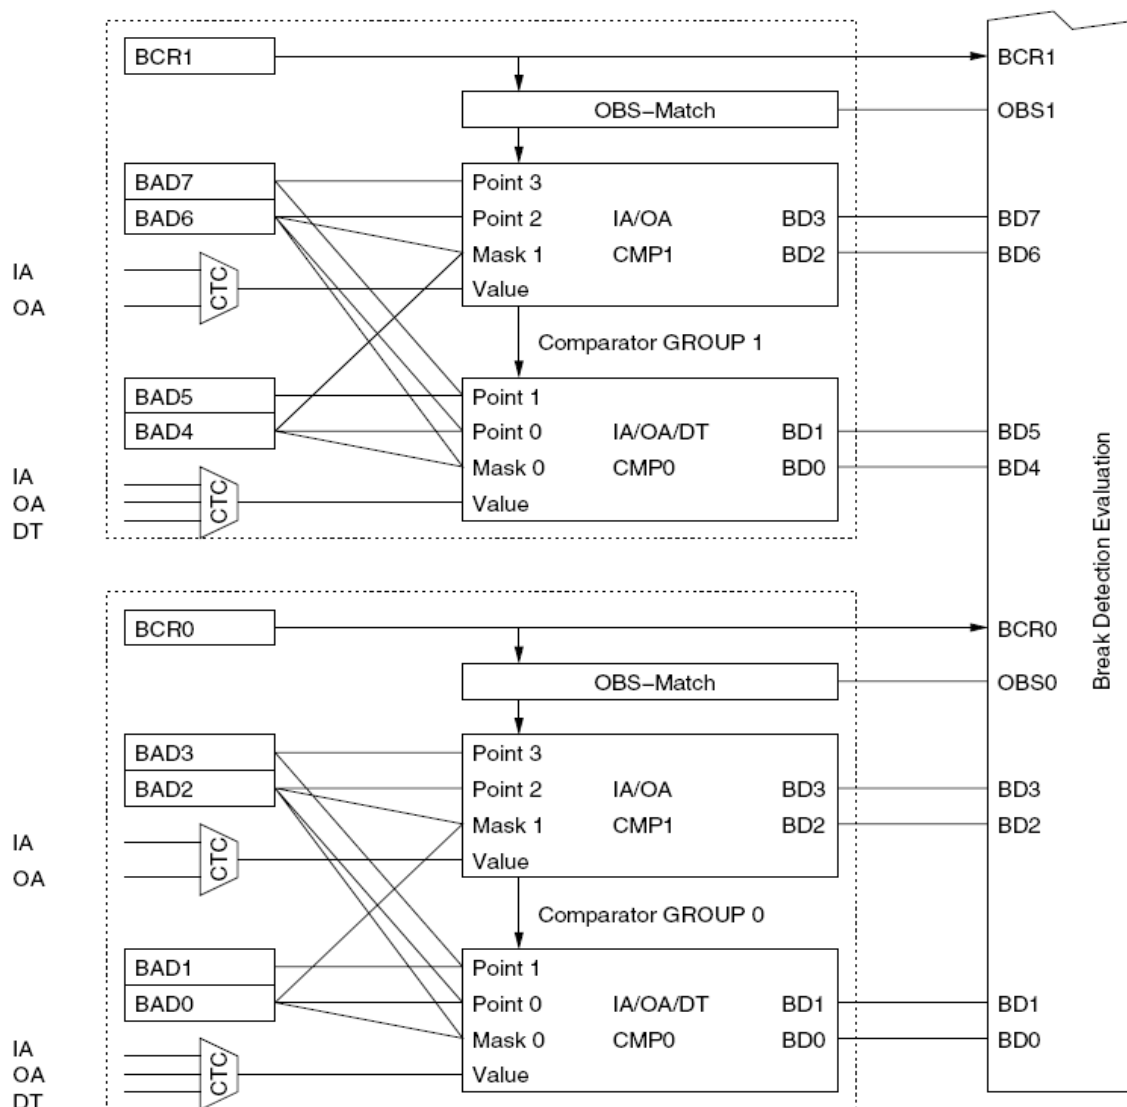 BCR1 BCR1
OBS−Match OBS1
BAD7 Point 3
BAD6 Point 2 IA/OA BD3 BD7
Mask 1 CMP1 BD2 BD6
IA CTC Value
OA
Comparator GROUP 1
BAD5 Point 1
BAD4 Point 0 IA/OA/DT BD1 BD5
Mask 0 CMP0 BD0 BD4
IA
OA CTC Value
DT
Break Detection Evaluation
BCR0 BCR0
OBS−Match OBS0
BAD3 Point 3
BAD2 Point 2 IA/OA BD3 BD3
Mask 1 CMP1 BD2 BD2
IA CTC Value
OA
Comparator GROUP 0
BAD1 Point 1
BAD0 Point 0 IA/OA/DT BD1 BD1
Mask 0 CMP0 BD0 BD0
IA
OA CTC Value
DT